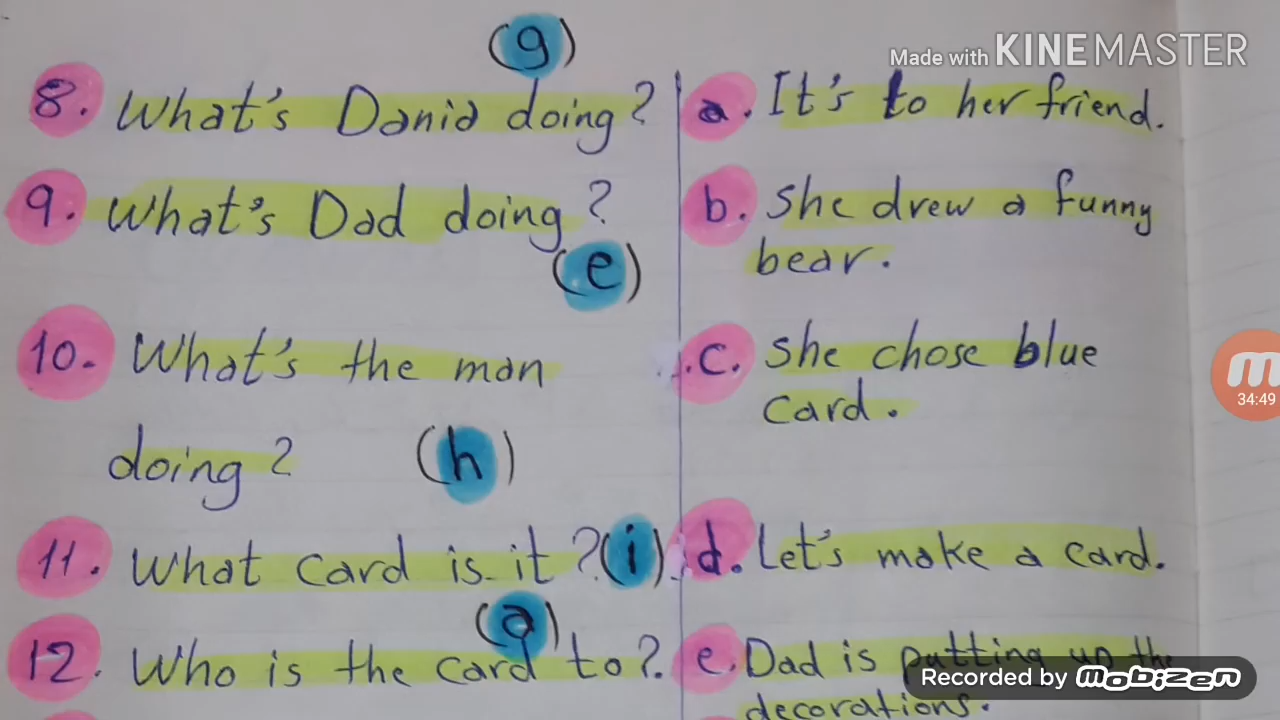 (g)
Made with KINEMASTER
8. What's Dania doing?
a. It's to her friend.
9. What's Dad doing?
(e)
b. She drew a funny
bear.
10. What's the man
doing? (h)
c. She chose blue
card.
11. What card is it? (i).
d. Let's make a card.
(a)
12. Who is the card to?
e. Dad is putting up the
decorations.
34:49
Recorded by mobizen